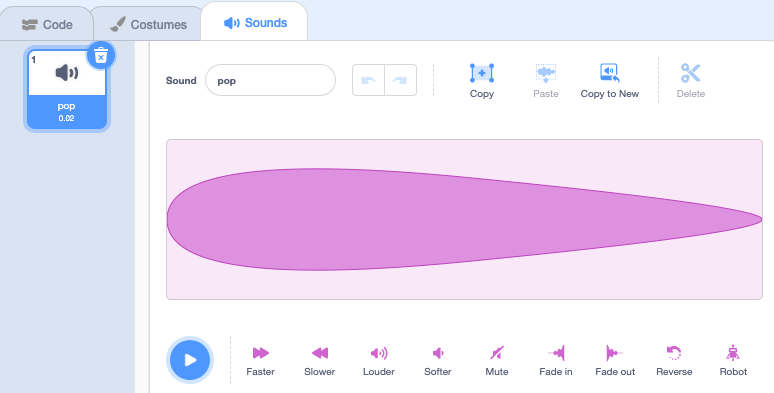 Code
Costumes
Sounds
1
pop
0.02
Sound
pop
Copy
Paste
Copy to New
Delete
Faster
Slower
Louder
Softer
Mute
Fade in
Fade out
Reverse
Robot